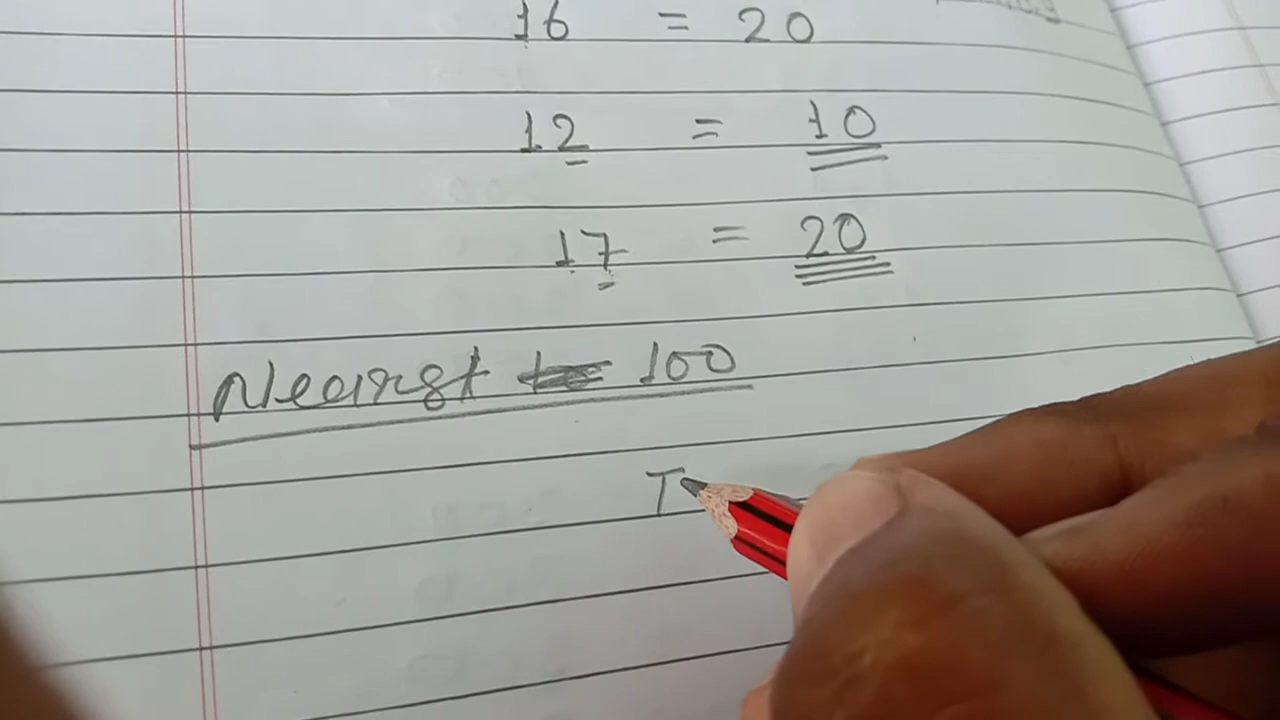 16 = 20
12 = 10
17 = 20
Nearst 100
T